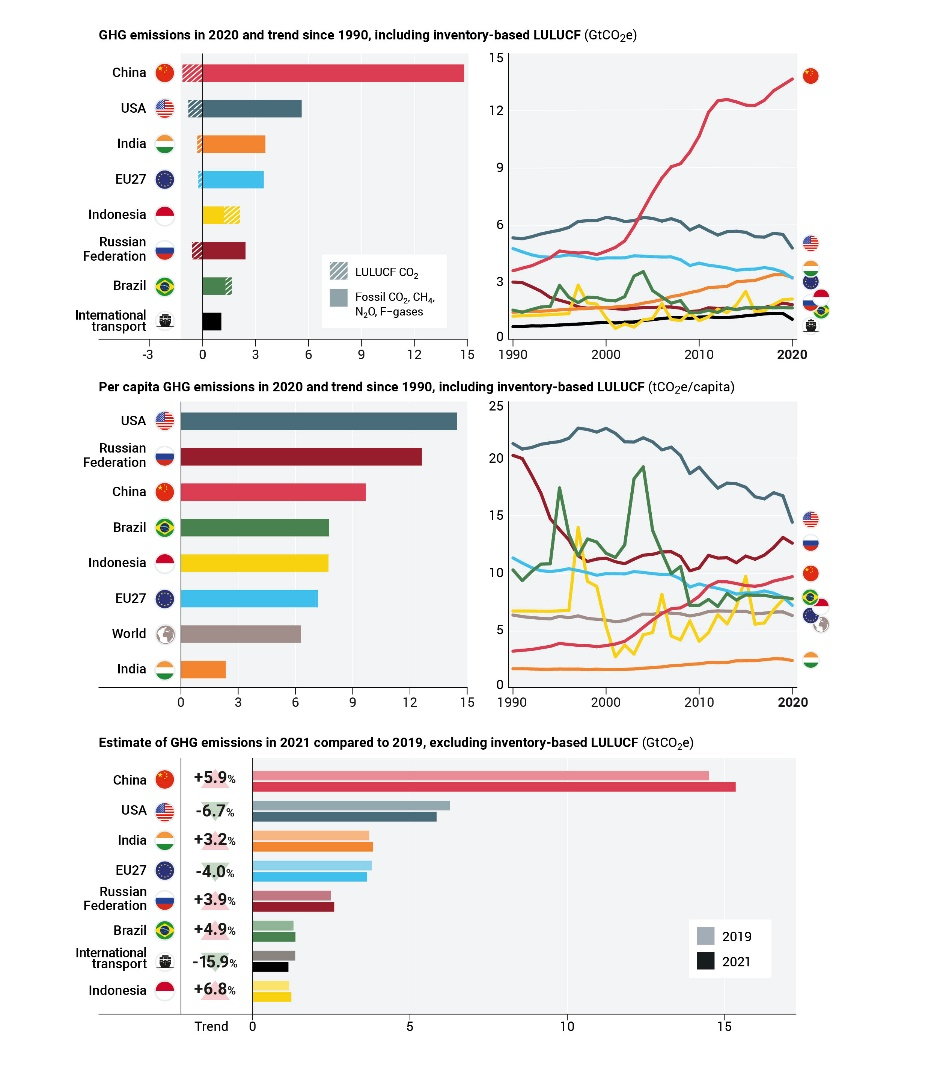 GHG emissions in 2020 and trend since 1990, including inventory-based LULUCF (GtCO₂e)
China
USA
India
EU27
Indonesia
Russian
Federation
Brazil
International
transport
LULUCF CO₂
Fossil CO₂, CH₄,
N₂O, F-gases
-3 0 3 6 9 12 15
15
12
9
6
3
0
1990 2000 2010 2020
Per capita GHG emissions in 2020 and trend since 1990, including inventory-based LULUCF (tCO₂e/capita)
USA
Russian
Federation
China
Brazil
Indonesia
EU27
World
India
0 3 6 9 12 15
25
20
15
10
5
0
1990 2000 2010 2020
Estimate of GHG emissions in 2021 compared to 2019, excluding inventory-based LULUCF (GtCO₂e)
China +5.9%
USA -6.7%
India +3.2%
EU27 -4.0%
Russian
Federation +3.9%
Brazil +4.9%
International
transport -15.9%
Indonesia +6.8%
2019
2021
Trend 0 5 10 15